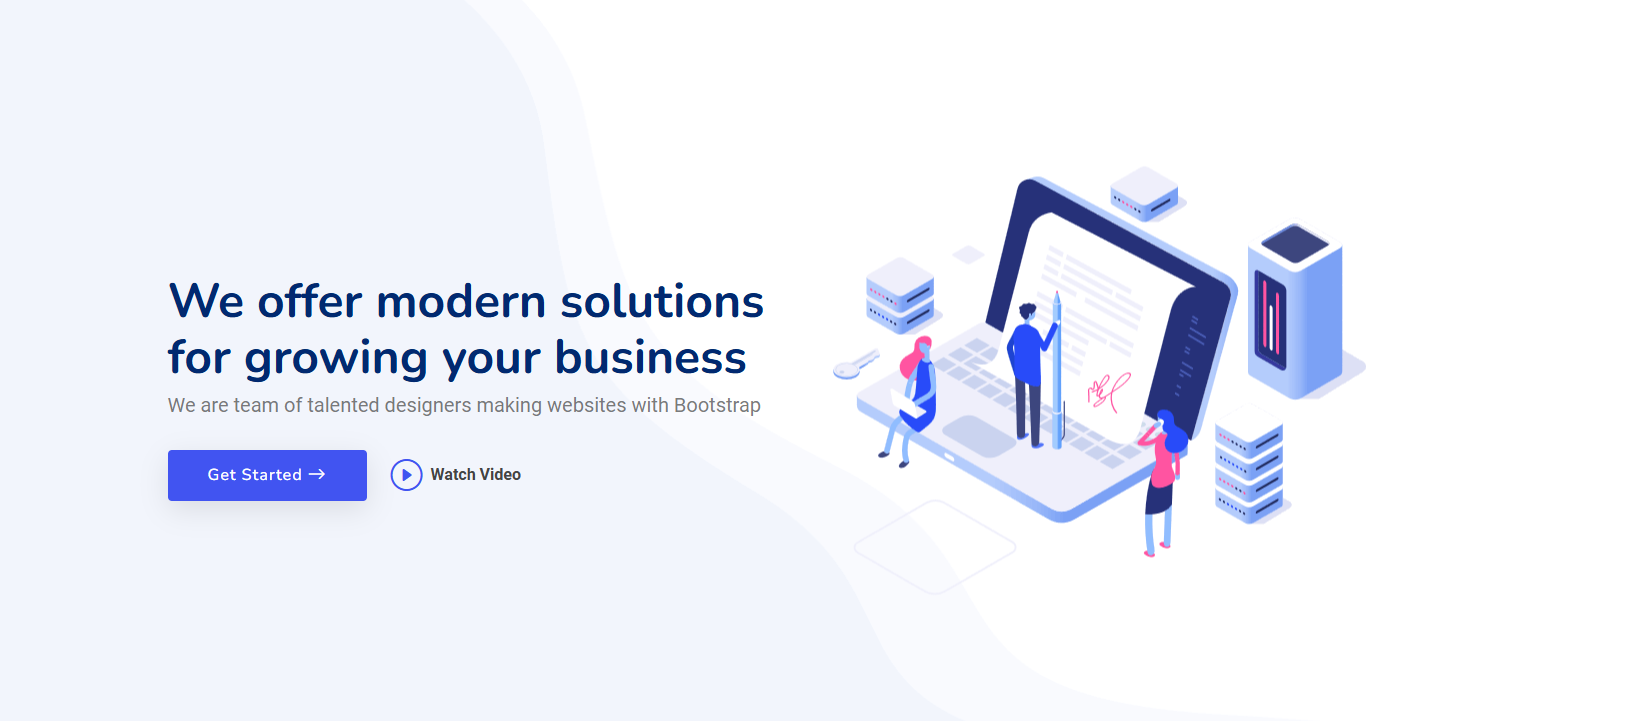 We offer modern solutions
for growing your business
We are team of talented designers making websites with Bootstrap
Get Started →
Watch Video